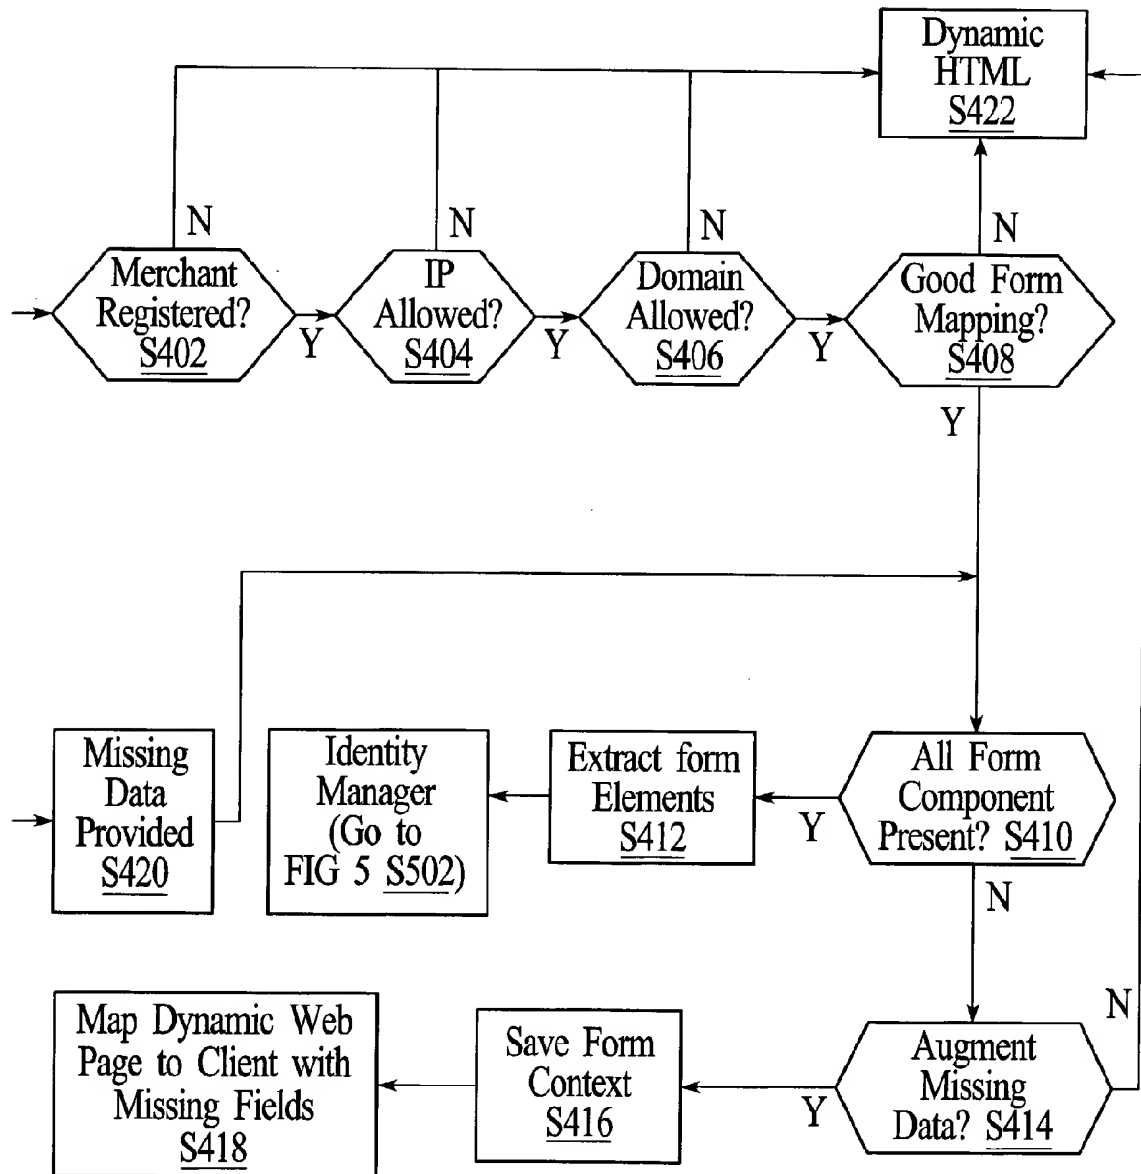 Dynamic
HTML
S422
N
N
N
N
Merchant
Registered?
S402
Y
IP
Allowed?
S404
Y
Domain
Allowed?
S406
Y
Good Form
Mapping?
S408
Y
Missing
Data
Provided
S420
Identity
Manager
(Go to
FIG 5 S502)
Extract form
Elements
S412
Y
All Form
Component
Present? S410
N
Map Dynamic Web
Page to Client with
Missing Fields
S418
Save Form
Context
S416
Y
Augment
Missing
Data? S414
N